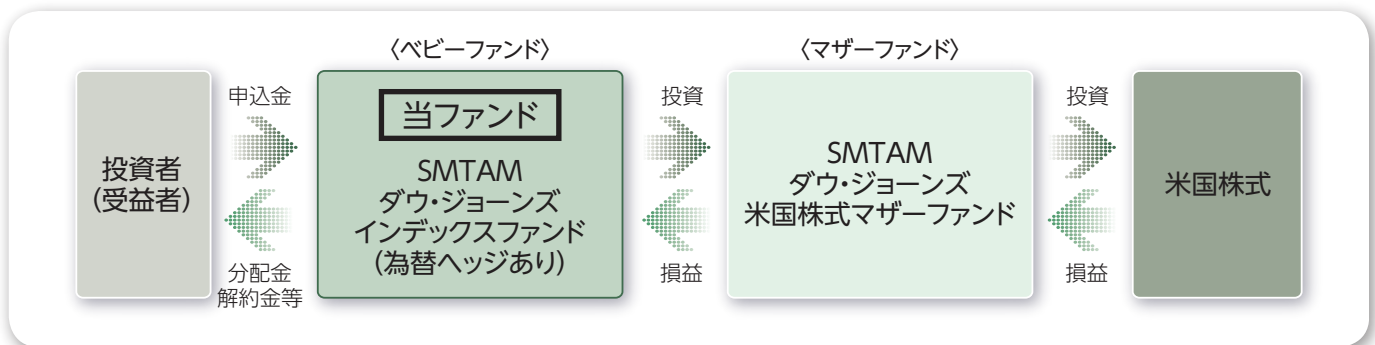 〈ベビーファンド〉
〈マザーファンド〉
投資者
(受益者)
申込金
分配金
解約金等
当ファンド
SMTAM
ダウ・ジョーンズ
インデックスファンド
(為替ヘッジあり)
投資
損益
SMTAM
ダウ・ジョーンズ
米国株式マザーファンド
投資
損益
米国株式